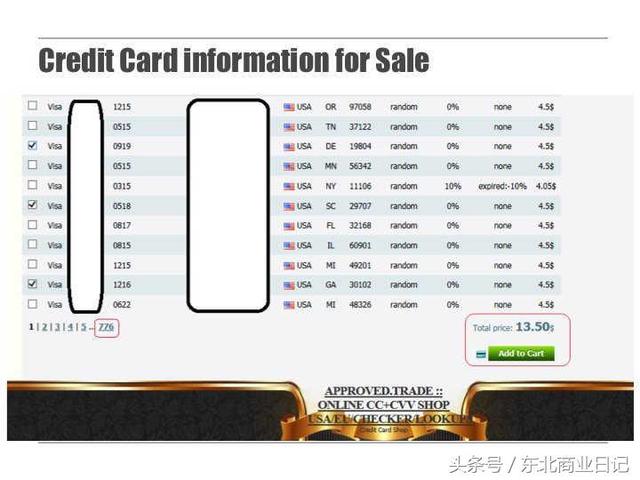 Credit Card information for Sale
Visa 1215 USA OR 97058 random 0% none 4.5$
Visa 0515 USA TN 37122 random 0% none 4.5$
Visa 0919 USA DE 19804 random 0% none 4.5$
Visa 0515 USA MN 56342 random 0% none 4.5$
Visa 0315 USA NY 11106 random 10% expired:-10% 4.05$
Visa 0518 USA SC 29707 random 0% none 4.5$
Visa 0817 USA FL 32168 random 0% none 4.5$
Visa 0815 USA IL 60901 random 0% none 4.5$
Visa 1215 USA MI 49201 random 0% none 4.5$
Visa 1216 USA GA 30102 random 0% none 4.5$
Visa 0622 USA MI 48326 random 0% none 4.5$
1 | 2 | 3 | 4 | 5 ... 776
Total price: 13.50$
Add to Cart
APPROVED.TRADE ::
ONLINE CC+CVV SHOP
USA/EU/CHECKER/LOOKUP
Credit Card Shop
头条号 / 东北商业日记